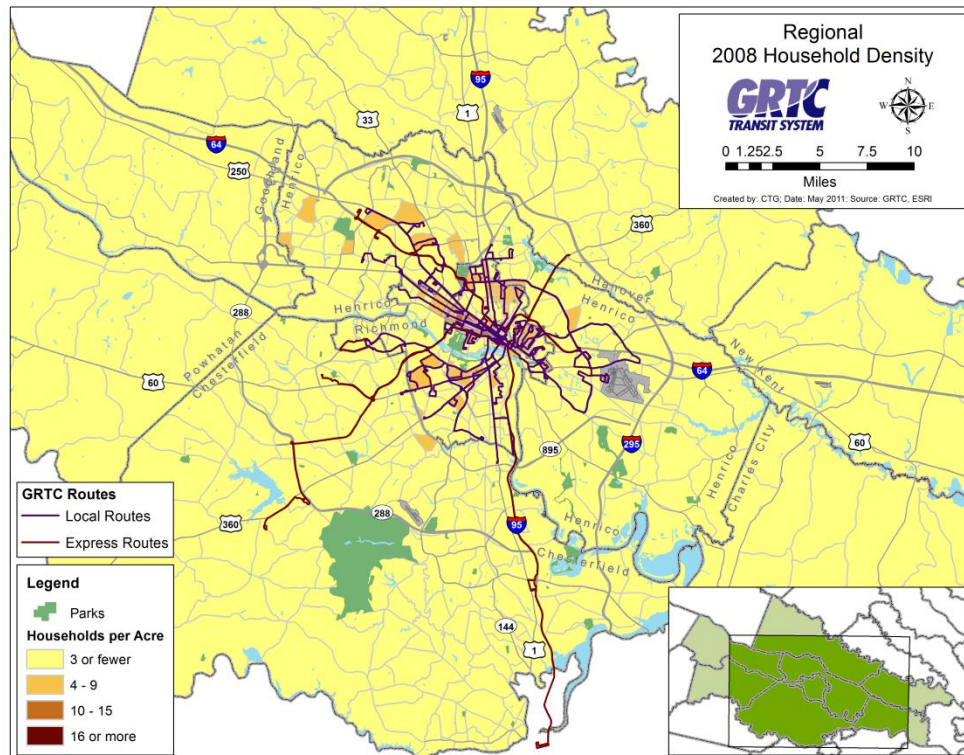 Regional
2008 Household Density
GRTC
TRANSIT SYSTEM
N
W E
S
0 1.252.5 5 7.5 10
Miles
Created by: CTG; Date: May 2011: Source: GRTC, ESRI
95
1
33
64
250
Goochland
Henrico
360
Hanover
Henrico
288
Henrico
Richmond
Powhatan
Chesterfield
60
64
New Kent
895
295
60
Henrico
Charles City
360
288
95
Henrico
Chesterfield
144
1
GRTC Routes
Local Routes
Express Routes
Legend
Parks
Households per Acre
3 or fewer
4 - 9
10 - 15
16 or more